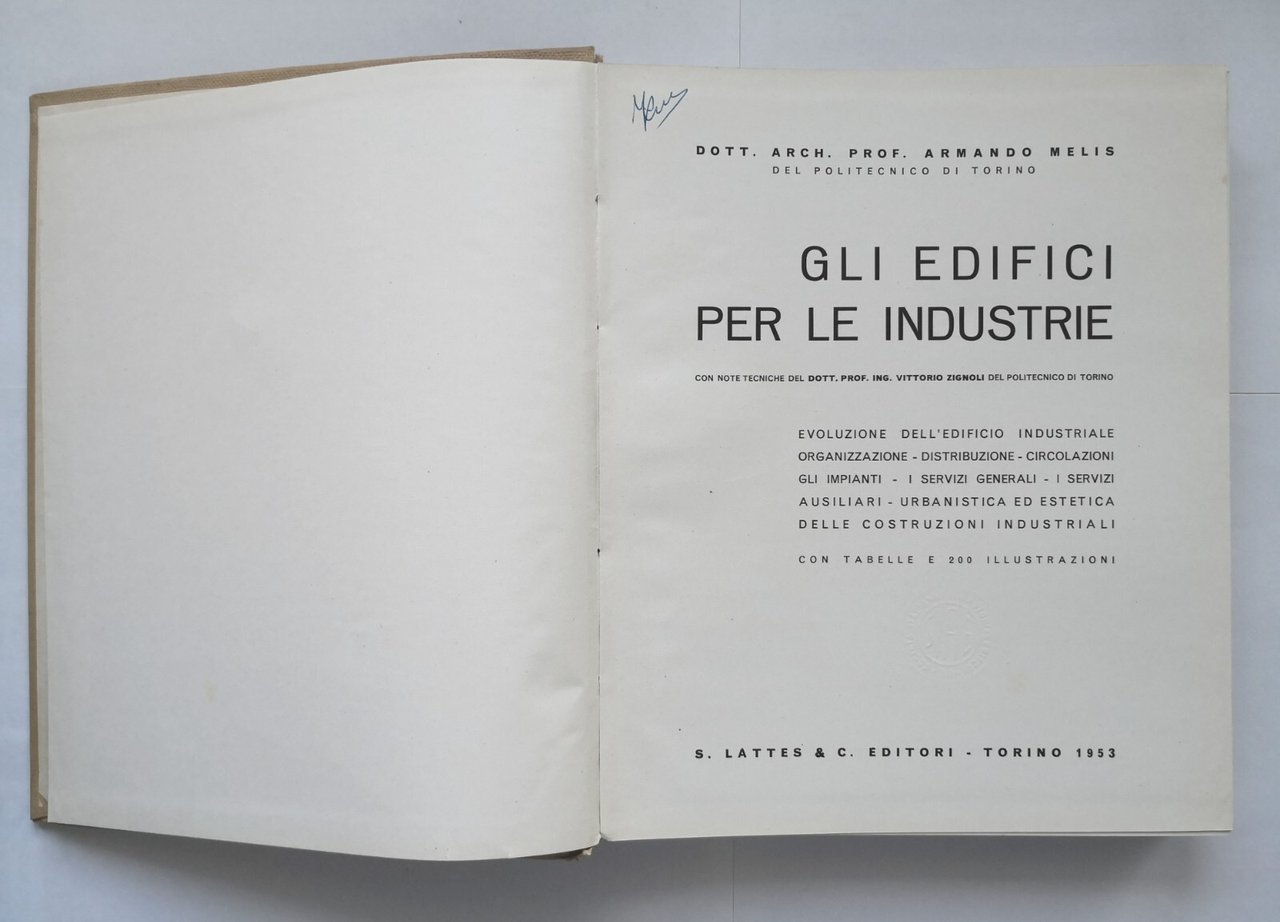 DOTT. ARCH. PROF. ARMANDO MELIS
DEL POLITECNICO DI TORINO
GLI EDIFICI
PER LE INDUSTRIE
CON NOTE TECNICHE DEL DOTT. PROF. ING. VITTORIO ZIGNOLI DEL POLITECNICO DI TORINO
EVOLUZIONE DELL'EDIFICIO INDUSTRIALE
ORGANIZZAZIONE - DISTRIBUZIONE - CIRCOLAZIONI
GLI IMPIANTI - I SERVIZI GENERALI - I SERVIZI
AUSILIARI - URBANISTICA ED ESTETICA
DELLE COSTRUZIONI INDUSTRIALI
CON TABELLE E 200 ILLUSTRAZIONI
S. LATTES & C. EDITORI - TORINO 1953